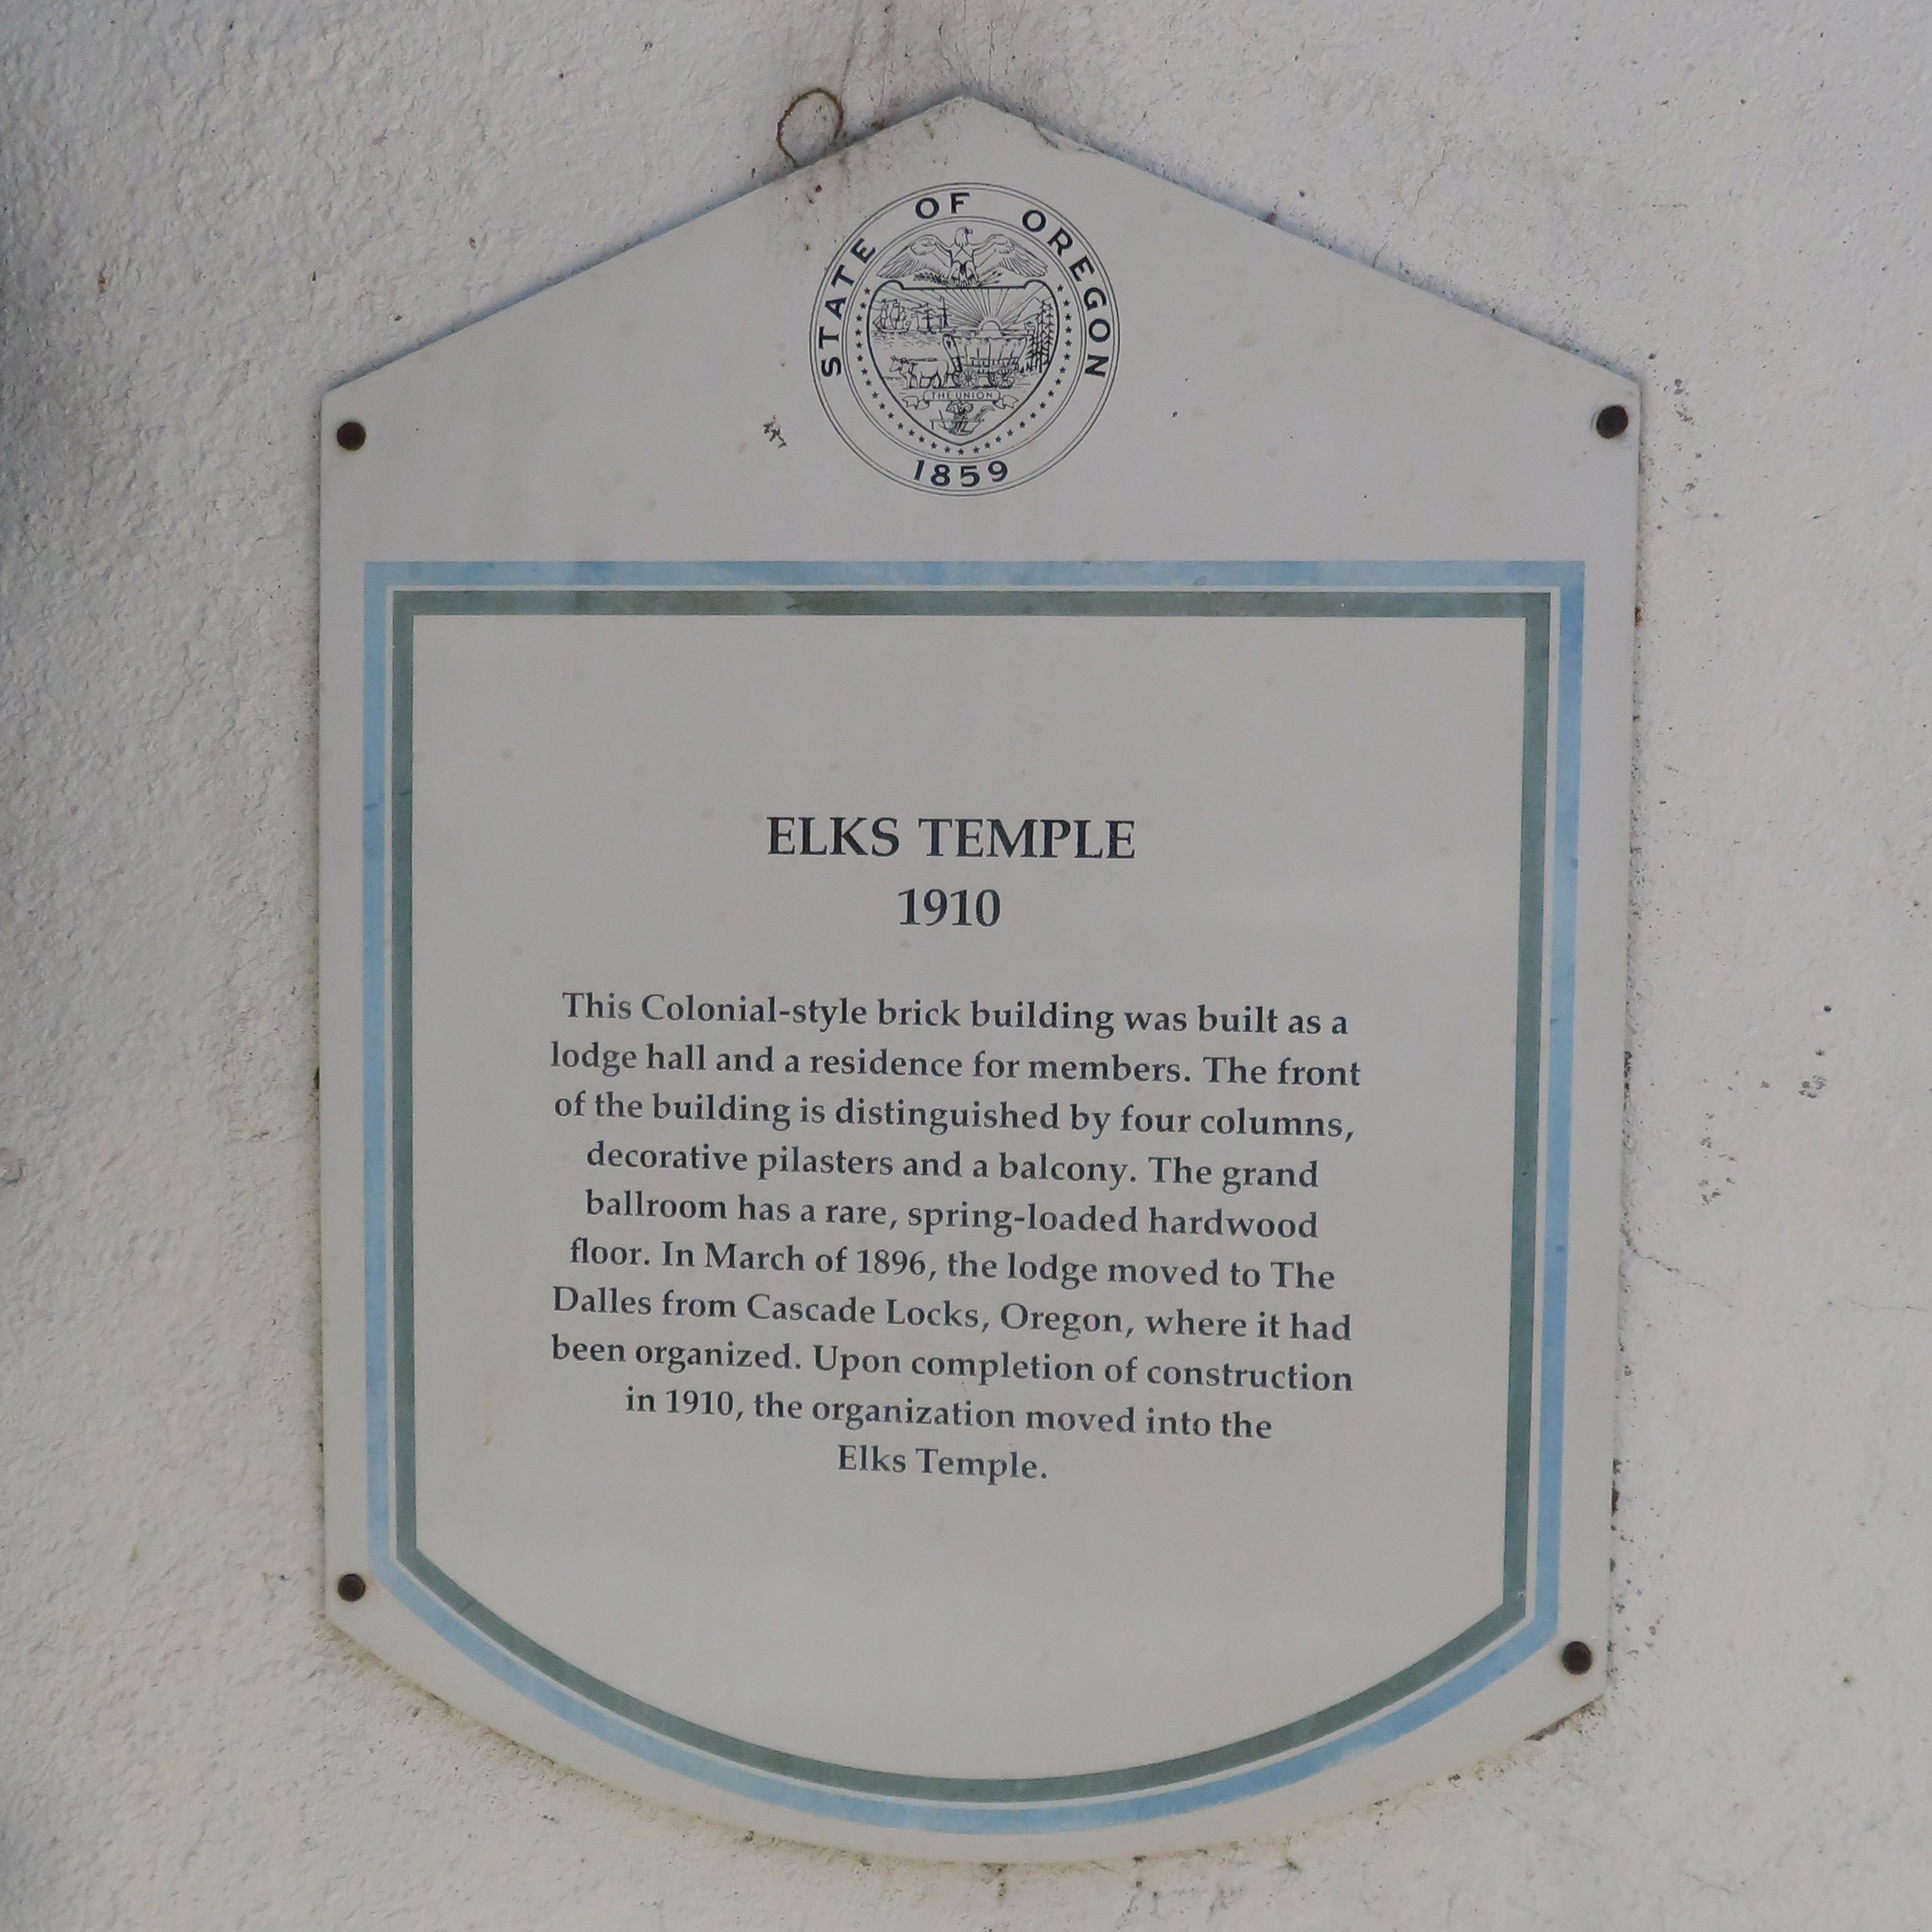 STATE OF OREGON
THE UNION
1859
ELKS TEMPLE
1910
This Colonial-style brick building was built as a
lodge hall and a residence for members. The front
of the building is distinguished by four columns,
decorative pilasters and a balcony. The grand
ballroom has a rare, spring-loaded hardwood
floor. In March of 1896, the lodge moved to The
Dalles from Cascade Locks, Oregon, where it had
been organized. Upon completion of construction
in 1910, the organization moved into the
Elks Temple.